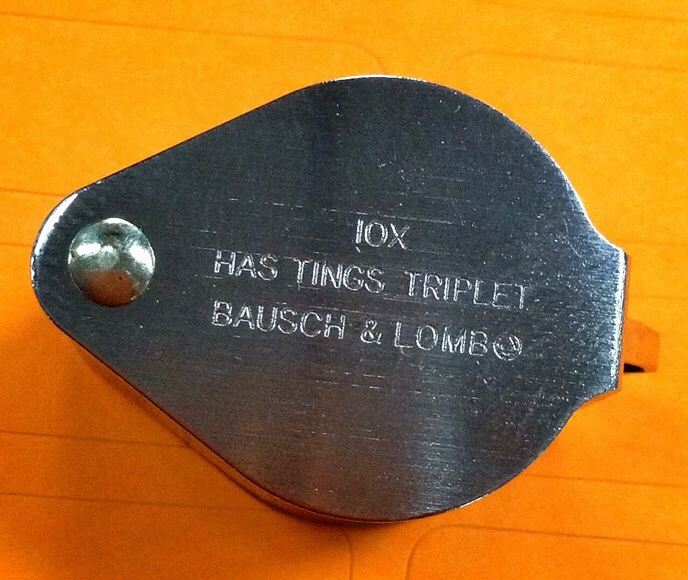 10X
HAS TINGS TRIPLET
BAUSCH & LOMB®